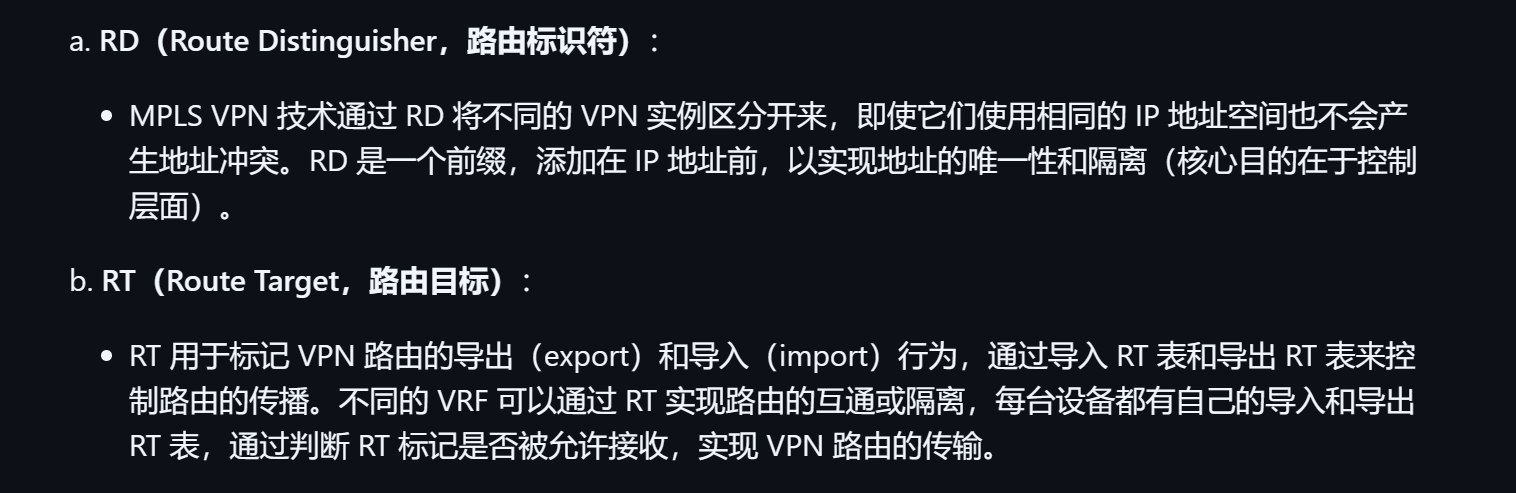 a. RD（Route Distinguisher，路由标识符）:
• MPLS VPN 技术通过 RD 将不同的 VPN 实例区分开来，即使它们使用相同的 IP 地址空间也不会产
生地址冲突。RD 是一个前缀，添加在 IP 地址前，以实现地址的唯一性和隔离（核心目的在于控制
层面）。
b. RT（Route Target，路由目标）:
• RT 用于标记 VPN 路由的导出（export）和导入（import）行为，通过导入 RT 表和导出 RT 表来控
制路由的传播。不同的 VRF 可以通过 RT 实现路由的互通或隔离，每台设备都有自己的导入和导出
RT 表，通过判断 RT 标记是否被允许接收，实现 VPN 路由的传输。